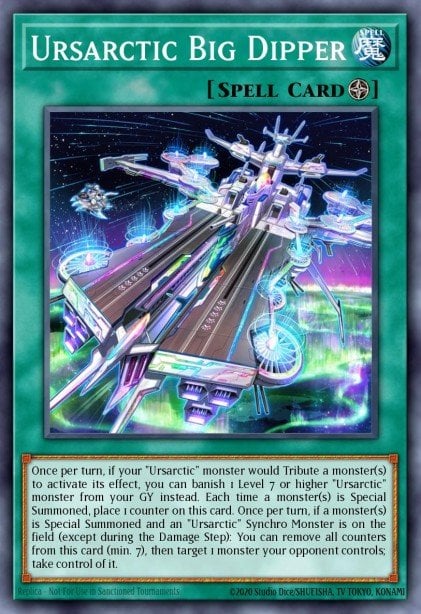 Ursarctic Big Dipper
SPELL
魔
[Spell Card]
Once per turn, if your "Ursarctic" monster would Tribute a monster(s)
to activate its effect, you can banish 1 Level 7 or higher "Ursarctic"
monster from your GY instead. Each time a monster(s) is Special
Summoned, place 1 counter on this card. Once per turn, if a monster(s)
is Special Summoned and an "Ursarctic" Synchro Monster is on the
field (except during the Damage Step): You can remove all counters
from this card (min. 7), then target 1 monster your opponent controls;
take control of it.
Replica - Not For Use in Sanctioned Tournaments
©2020 Studio Dice/SHUEISHA, TV TOKYO, KONAMI